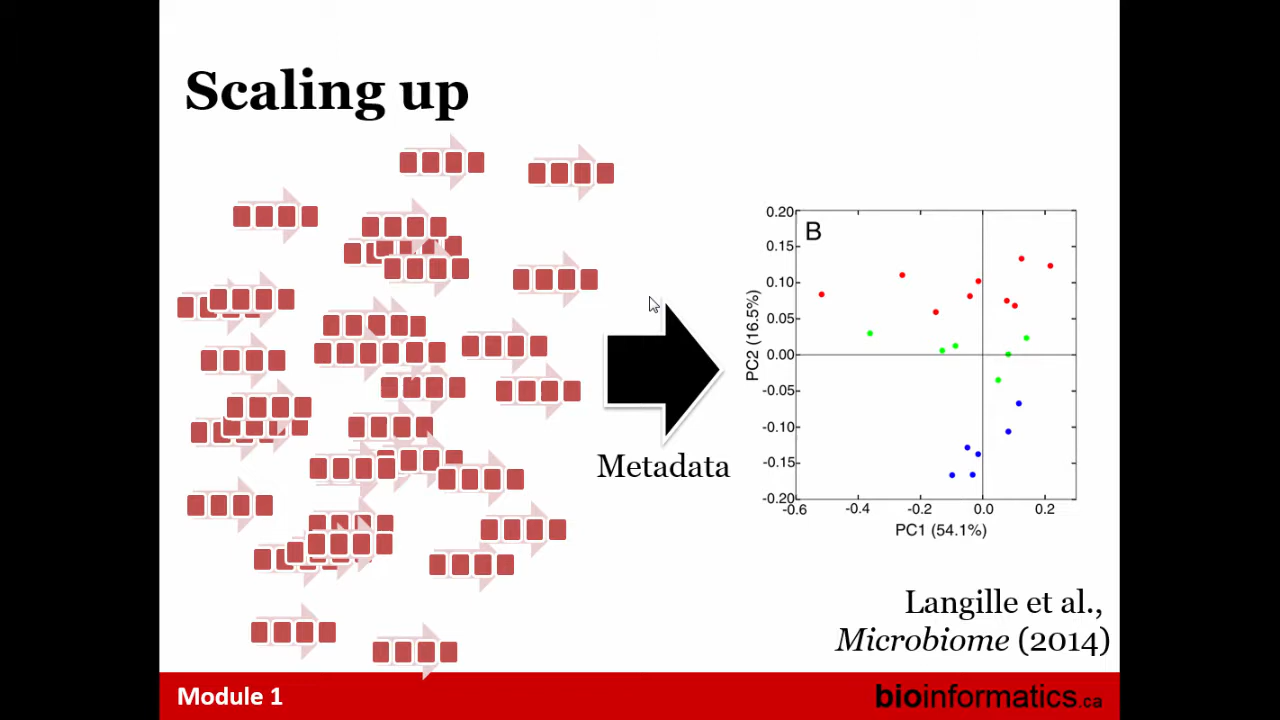 Scaling up
B
0.20
0.15
0.10
0.05
0.00
-0.05
-0.10
-0.15
-0.20
PC2 (16.5%)
-0.6 -0.4 -0.2 0.0 0.2
PC1 (54.1%)
Metadata
Langille et al.,
Microbiome (2014)
Module 1
bioinformatics.ca